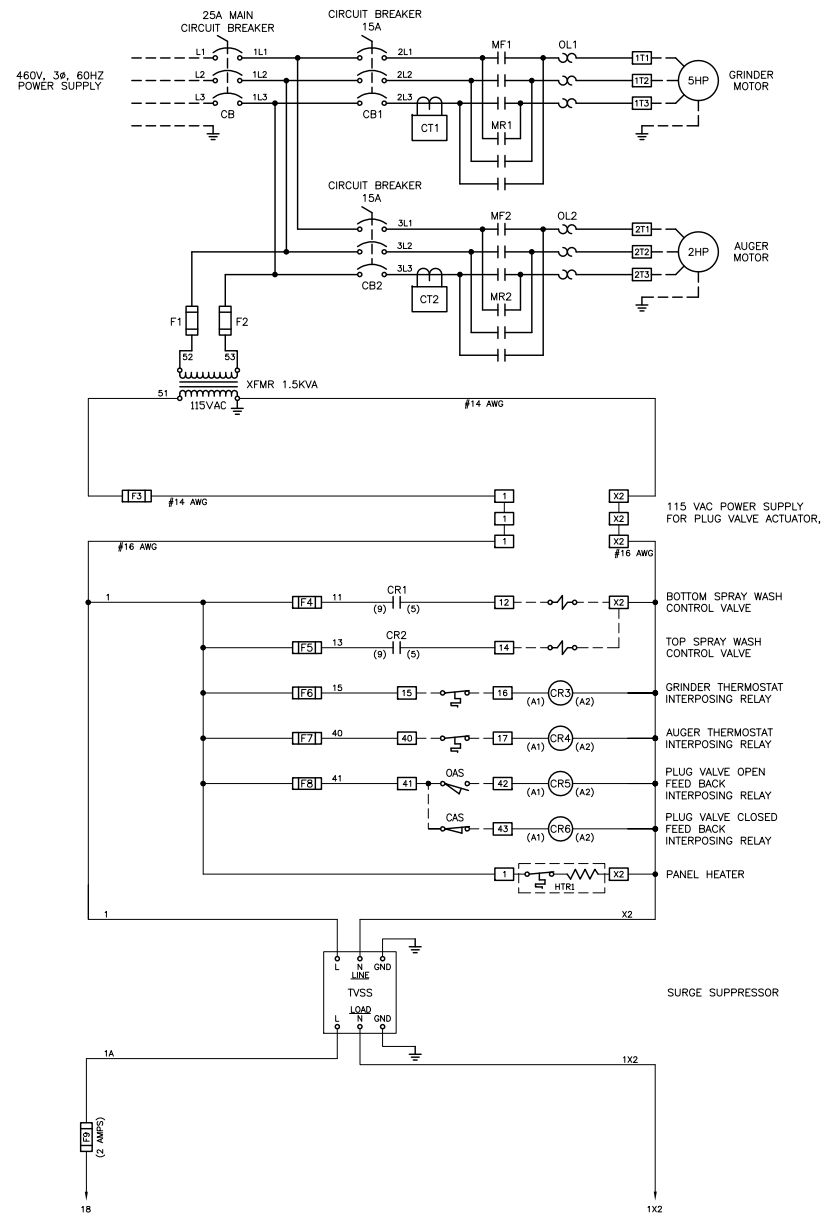 25A MAIN
CIRCUIT BREAKER
CIRCUIT BREAKER
15A
460V, 3ø, 60HZ
POWER SUPPLY
L1 1L1 2L1 MF1 OL1 1T1
L2 1L2 2L2 1T2 5HP
L3 1L3 2L3 1T3
GRINDER
MOTOR
CB CB1 CT1 MR1
CIRCUIT BREAKER
15A
3L1 MF2 OL2 2T1
3L2 2T2 2HP
3L3 2T3
AUGER
MOTOR
CB2 CT2 MR2
F1 F2
52 53
XFMR 1.5KVA
51 115VAC
#14 AWG
F3 #14 AWG 1 X2
1 X2
1 X2
115 VAC POWER SUPPLY
FOR PLUG VALVE ACTUATOR,
#16 AWG #16 AWG
1 F4 11 CR1 (9) (5) 12 X2
BOTTOM SPRAY WASH
CONTROL VALVE
F5 13 CR2 (9) (5) 14
TOP SPRAY WASH
CONTROL VALVE
F6 15 15 16 CR3 (A1) (A2)
GRINDER THERMOSTAT
INTERPOSING RELAY
F7 40 40 17 CR4 (A1) (A2)
AUGER THERMOSTAT
INTERPOSING RELAY
F8 41 41 OAS 42 CR5 (A1) (A2)
PLUG VALVE OPEN
FEED BACK
INTERPOSING RELAY
CAS 43 CR6 (A1) (A2)
PLUG VALVE CLOSED
FEED BACK
INTERPOSING RELAY
1 HTR1 X2
PANEL HEATER
1 X2
L N GND
LINE
TVSS
SURGE SUPPRESSOR
LOAD
L N GND
1A 1X2
F9
(2 AMPS)
18 1X2